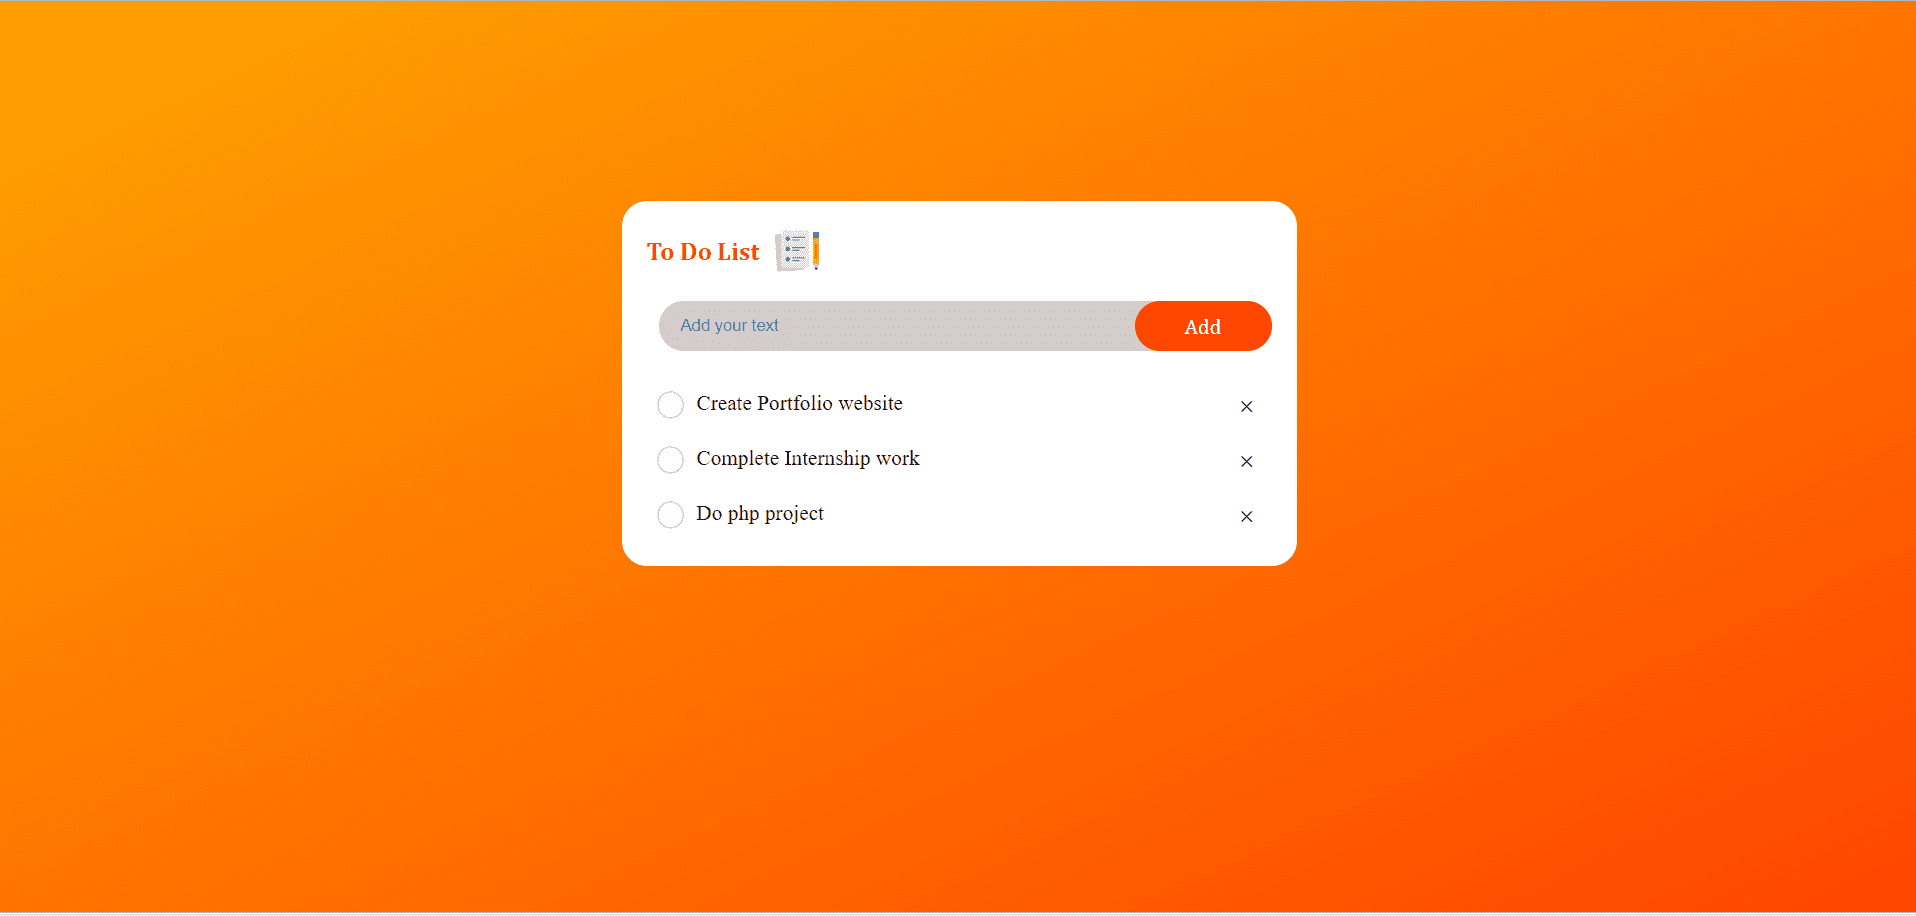 To Do List
Add your text
Add
Create Portfolio website
Complete Internship work
Do php project